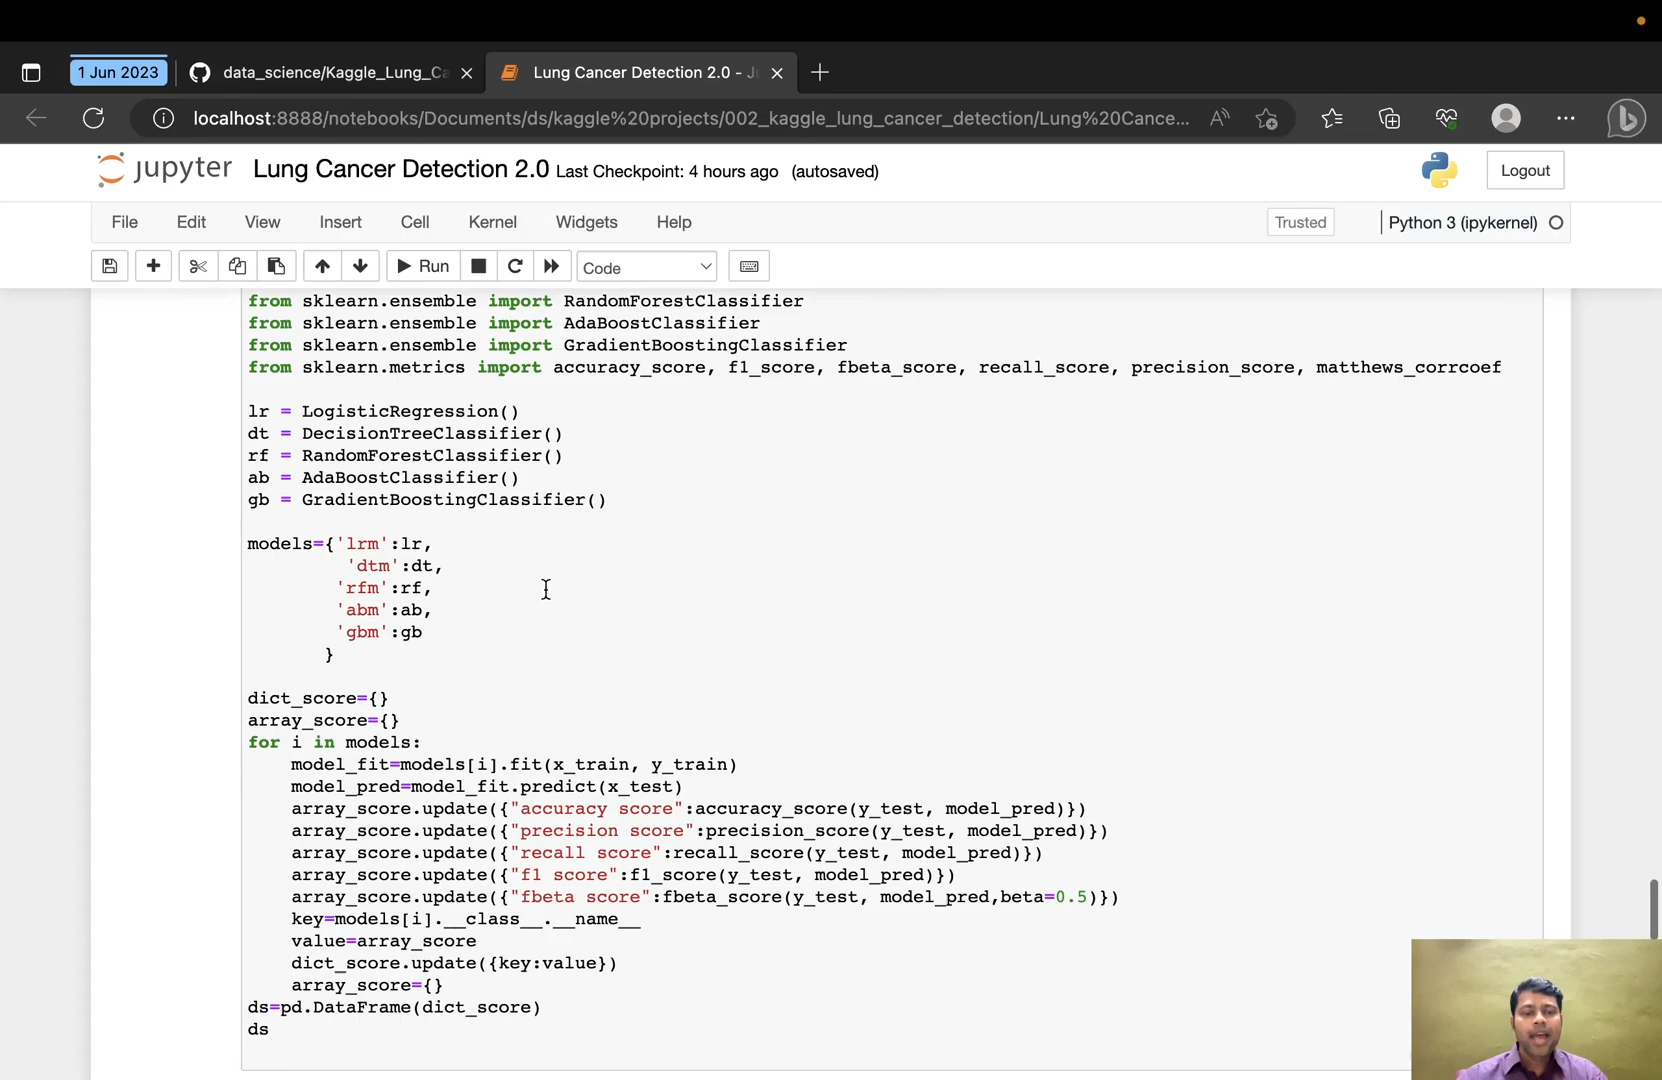 1 Jun 2023
data_science/Kaggle_Lung_Ca
Lung Cancer Detection 2.0 - Ju
localhost:8888/notebooks/Documents/ds/kaggle%20projects/002_kaggle_lung_cancer_detection/Lung%20Cance...
jupyter Lung Cancer Detection 2.0 Last Checkpoint: 4 hours ago (autosaved)
Logout
File Edit View Insert Cell Kernel Widgets Help
Trusted
Python 3 (ipykernel)
Run
Code
from sklearn.ensemble import RandomForestClassifier
from sklearn.ensemble import AdaBoostClassifier
from sklearn.ensemble import GradientBoostingClassifier
from sklearn.metrics import accuracy_score, f1_score, fbeta_score, recall_score, precision_score, matthews_corrcoef
lr = LogisticRegression()
dt = DecisionTreeClassifier()
rf = RandomForestClassifier()
ab = AdaBoostClassifier()
gb = GradientBoostingClassifier()
models={'lrm':lr,
'dtm':dt,
'rfm':rf,
'abm':ab,
'gbm':gb
}
dict_score={}
array_score={}
for i in models:
model_fit=models[i].fit(x_train, y_train)
model_pred=model_fit.predict(x_test)
array_score.update({"accuracy score":accuracy_score(y_test, model_pred)})
array_score.update({"precision score":precision_score(y_test, model_pred)})
array_score.update({"recall score":recall_score(y_test, model_pred)})
array_score.update({"f1 score":f1_score(y_test, model_pred)})
array_score.update({"fbeta score":fbeta_score(y_test, model_pred,beta=0.5)})
key=models[i].__class__.__name__
value=array_score
dict_score.update({key:value})
array_score={}
ds=pd.DataFrame(dict_score)
ds